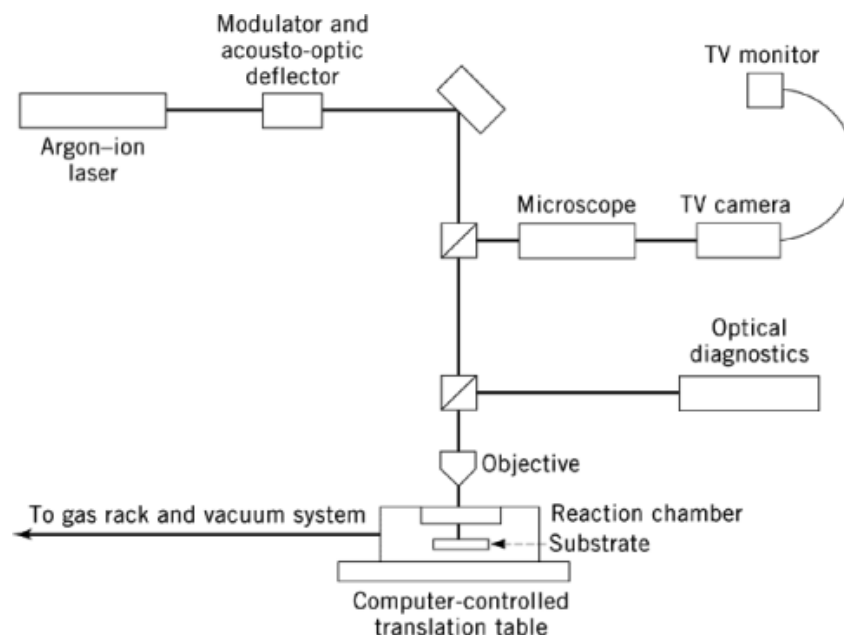 Modulator and
acousto-optic
deflector
TV monitor
Argon–ion
laser
Microscope
TV camera
Optical
diagnostics
Objective
To gas rack and vacuum system
Reaction chamber
Substrate
Computer-controlled
translation table